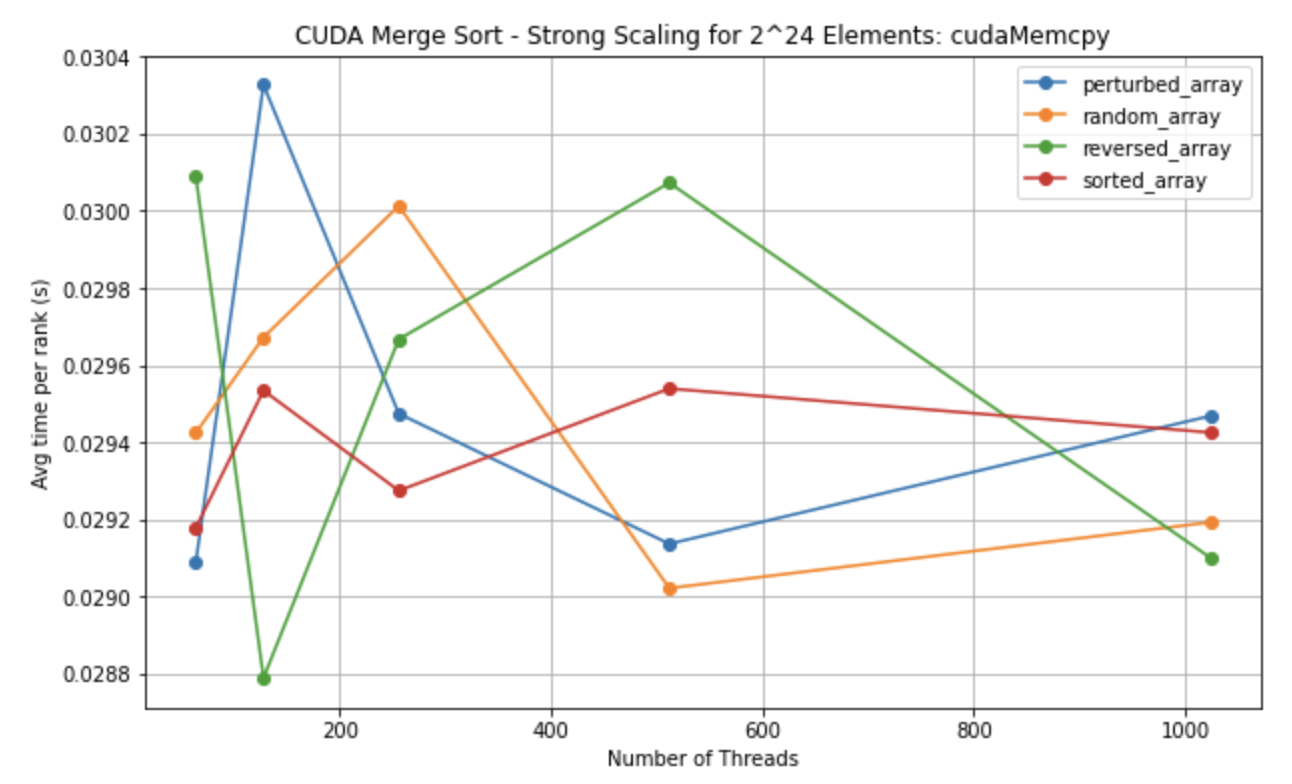 CUDA Merge Sort - Strong Scaling for 2^24 Elements: cudaMemcpy
0.0304
0.0302
0.0300
0.0298
0.0296
0.0294
0.0292
0.0290
0.0288
Avg time per rank (s)
perturbed_array
random_array
reversed_array
sorted_array
200 400 600 800 1000
Number of Threads